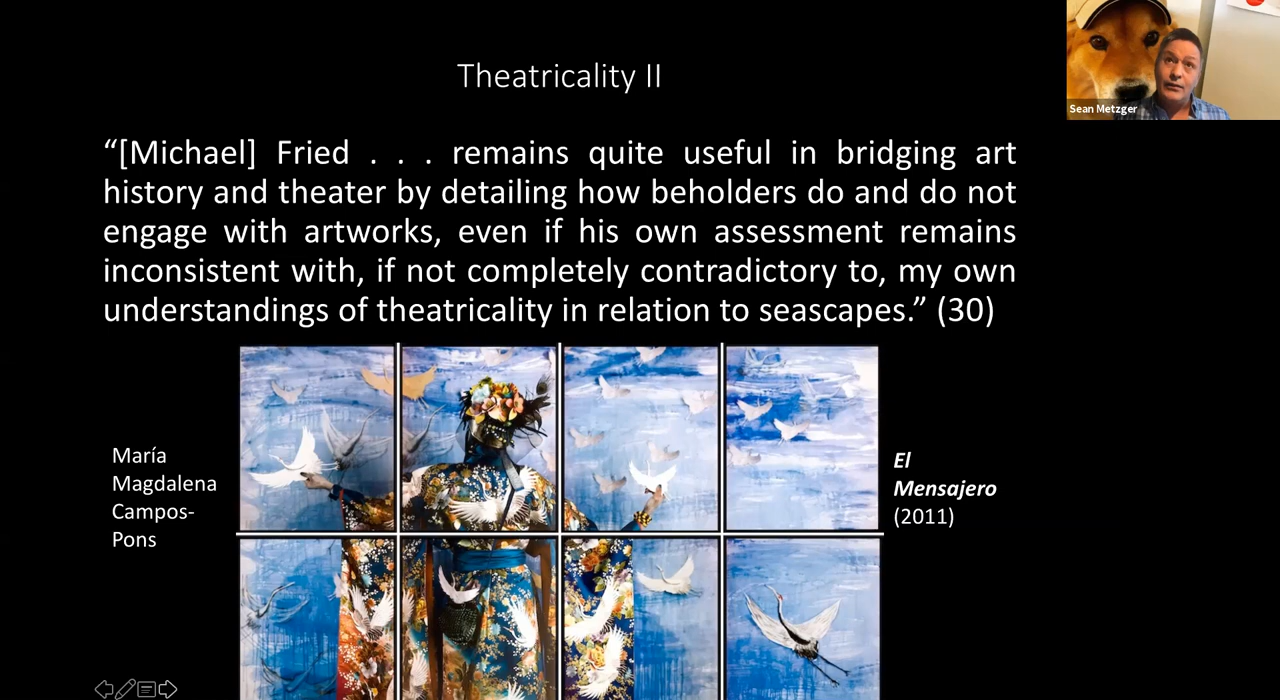 Theatricality II
Sean Metzger
“[Michael] Fried . . . remains quite useful in bridging art
history and theater by detailing how beholders do and do not
engage with artworks, even if his own assessment remains
inconsistent with, if not completely contradictory to, my own
understandings of theatricality in relation to seascapes.” (30)
María
Magdalena
Campos-
Pons
El
Mensajero
(2011)